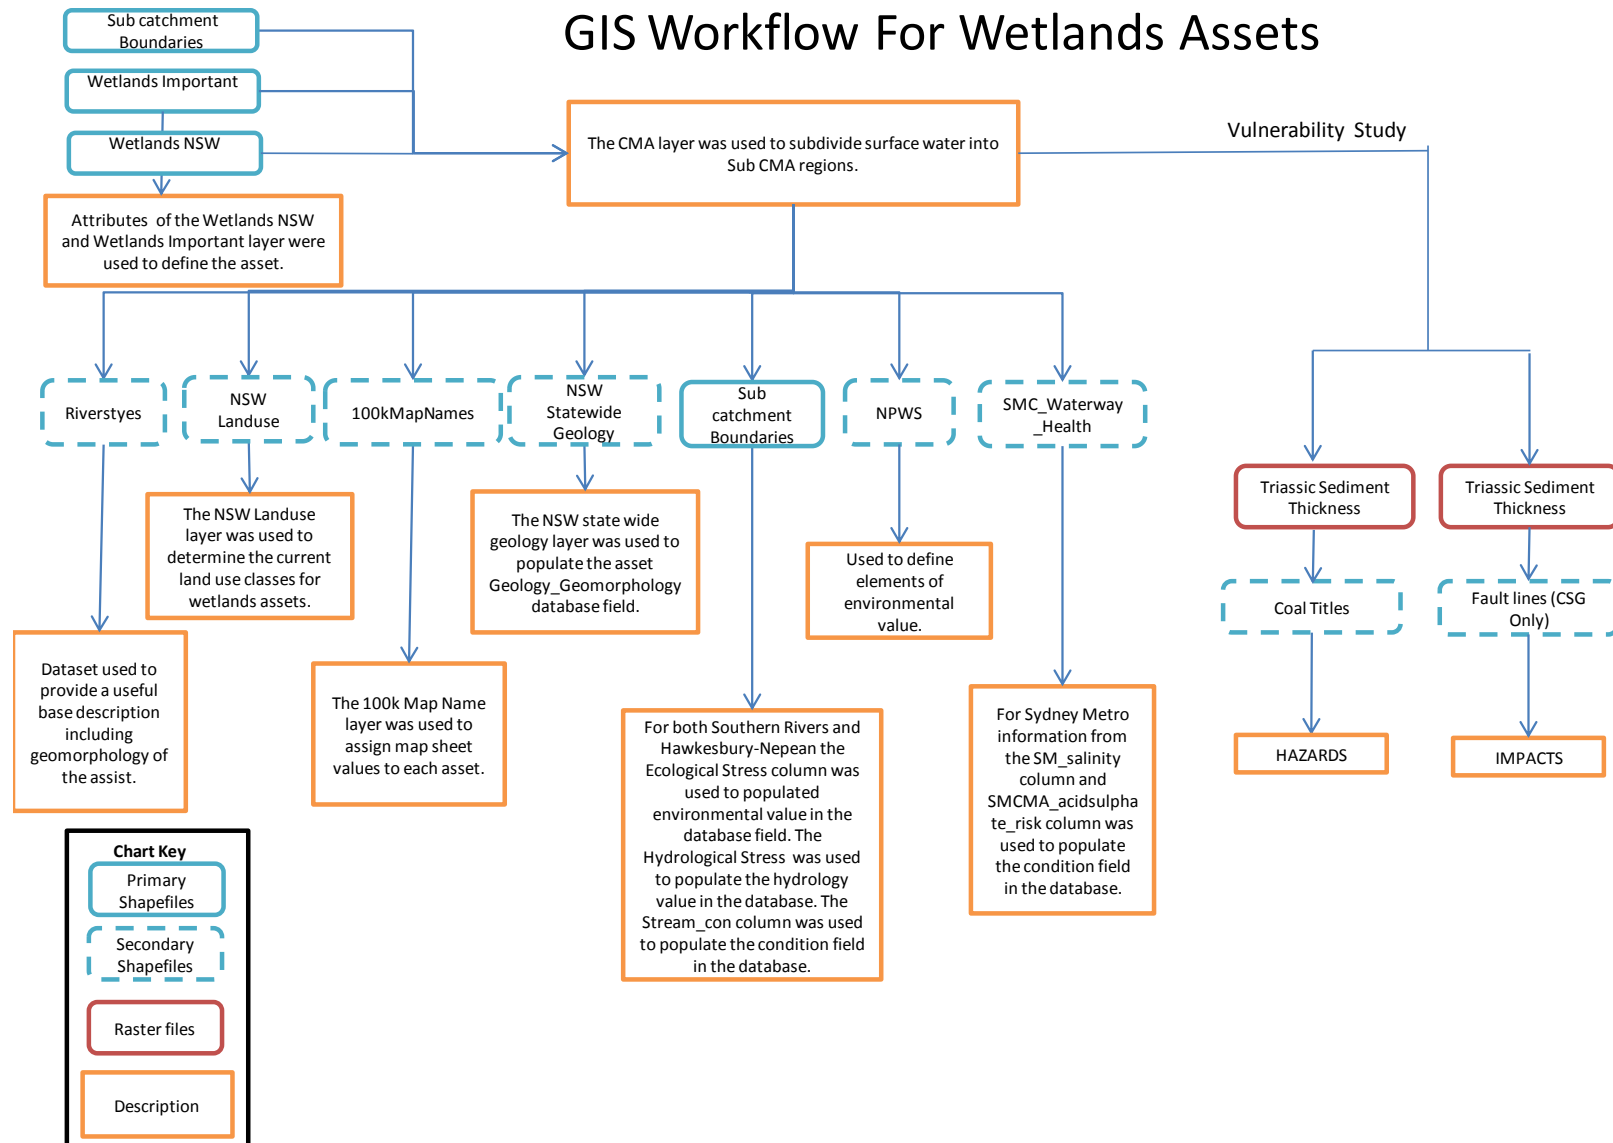 GIS Workflow For Wetlands Assets
Sub catchment
Boundaries
Wetlands Important
Wetlands NSW
Attributes of the Wetlands NSW
and Wetlands Important layer were
used to define the asset.
The CMA layer was used to subdivide surface water into
Sub CMA regions.
Vulnerability Study
Riverstyes
NSW
Landuse
100kMapNames
NSW
Statewide
Geology
Sub
catchment
Boundaries
NPWS
SMC_Waterway
_Health
Triassic Sediment
Thickness
Triassic Sediment
Thickness
The NSW Landuse
layer was used to
determine the current
land use classes for
wetlands assets.
The NSW state wide
geology layer was used to
populate the asset
Geology_Geomorphology
database field.
Used to define
elements of
environmental
value.
Coal Titles
Fault lines (CSG
Only)
Dataset used to
provide a useful
base description
including
geomorphology of
the assist.
The 100k Map Name
layer was used to
assign map sheet
values to each asset.
For both Southern Rivers and
Hawkesbury-Nepean the
Ecological Stress column was
used to populated
environmental value in the
database field. The
Hydrological Stress was used
to populate the hydrology
value in the database. The
Stream_con column was used
to populate the condition field
in the database.
For Sydney Metro
information from
the SM_salinity
column and
SMCMA_acidsulpha
te_risk column was
used to populate
the condition field
in the database.
HAZARDS
IMPACTS
Chart Key
Primary
Shapefiles
Secondary
Shapefiles
Raster files
Description